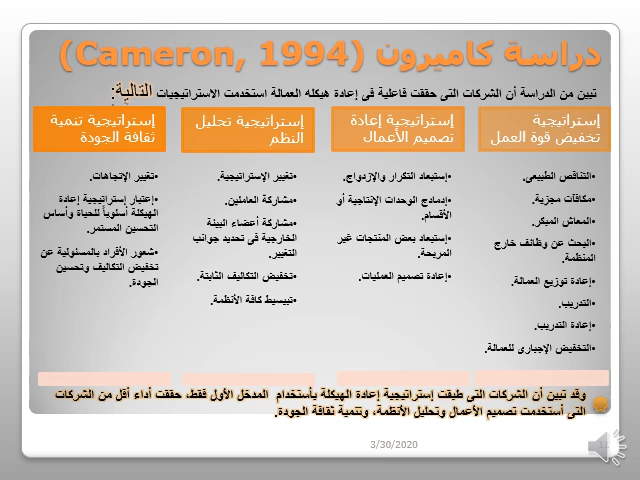 دراسة كاميرون (Cameron, 1994)
تبين من الدراسة أن الشركات التى حققت فاعلية فى إعادة هيكله العمالة استخدمت الاستراتيجيات التالية:
إستراتيجية
تخفيض قوة العمل
•التناقص الطبيعى.
•مكافآت مجزية.
•المعاش المبكر.
•البحث عن وظائف خارج
المنظمة.
•إعادة توزيع العمالة.
•التدريب.
•إعادة التدريب.
•التخفيض الإجبارى للعمالة.
إستراتيجية إعادة
تصميم الأعمال
•إستبعاد التكرار والإزدواج.
•إدمادج الوحدات الإنتاجية أو
الأقسام.
•إستبعاد بعض المنتجات غير
المربحة.
•إعادة تصميم العمليات.
إستراتيجية تحليل
النظم
•تغيير الإستراتيجية.
•مشاركة العاملين.
•مشاركة أعضاء البيئة
الخارجية فى تحديد جوانب
التغيير.
•تخفيض التكاليف الثابتة.
•تبيسيط كافة الأنظمة.
إستراتيجية تنمية
ثقافة الجودة
•تغيير الإتجاهات.
•إعتبار إستراتيجية إعادة
الهيكلة أسلوباً للحياة وأساس
التحسين المستمر.
•شعور الأفراد بالمسئولية عن
تخفيض التكاليف وتحسين
الجودة.
وقد تبين أن الشركات التى طبقت إستراتيجية إعادة الهيكلة بأستخدام المدخل الأول فقط، حققت أداء أقل من الشركات
التى أستخدمت تصميم الأعمال وتحليل الأنظمة، وتنمية ثقافة الجودة.
3/30/2020